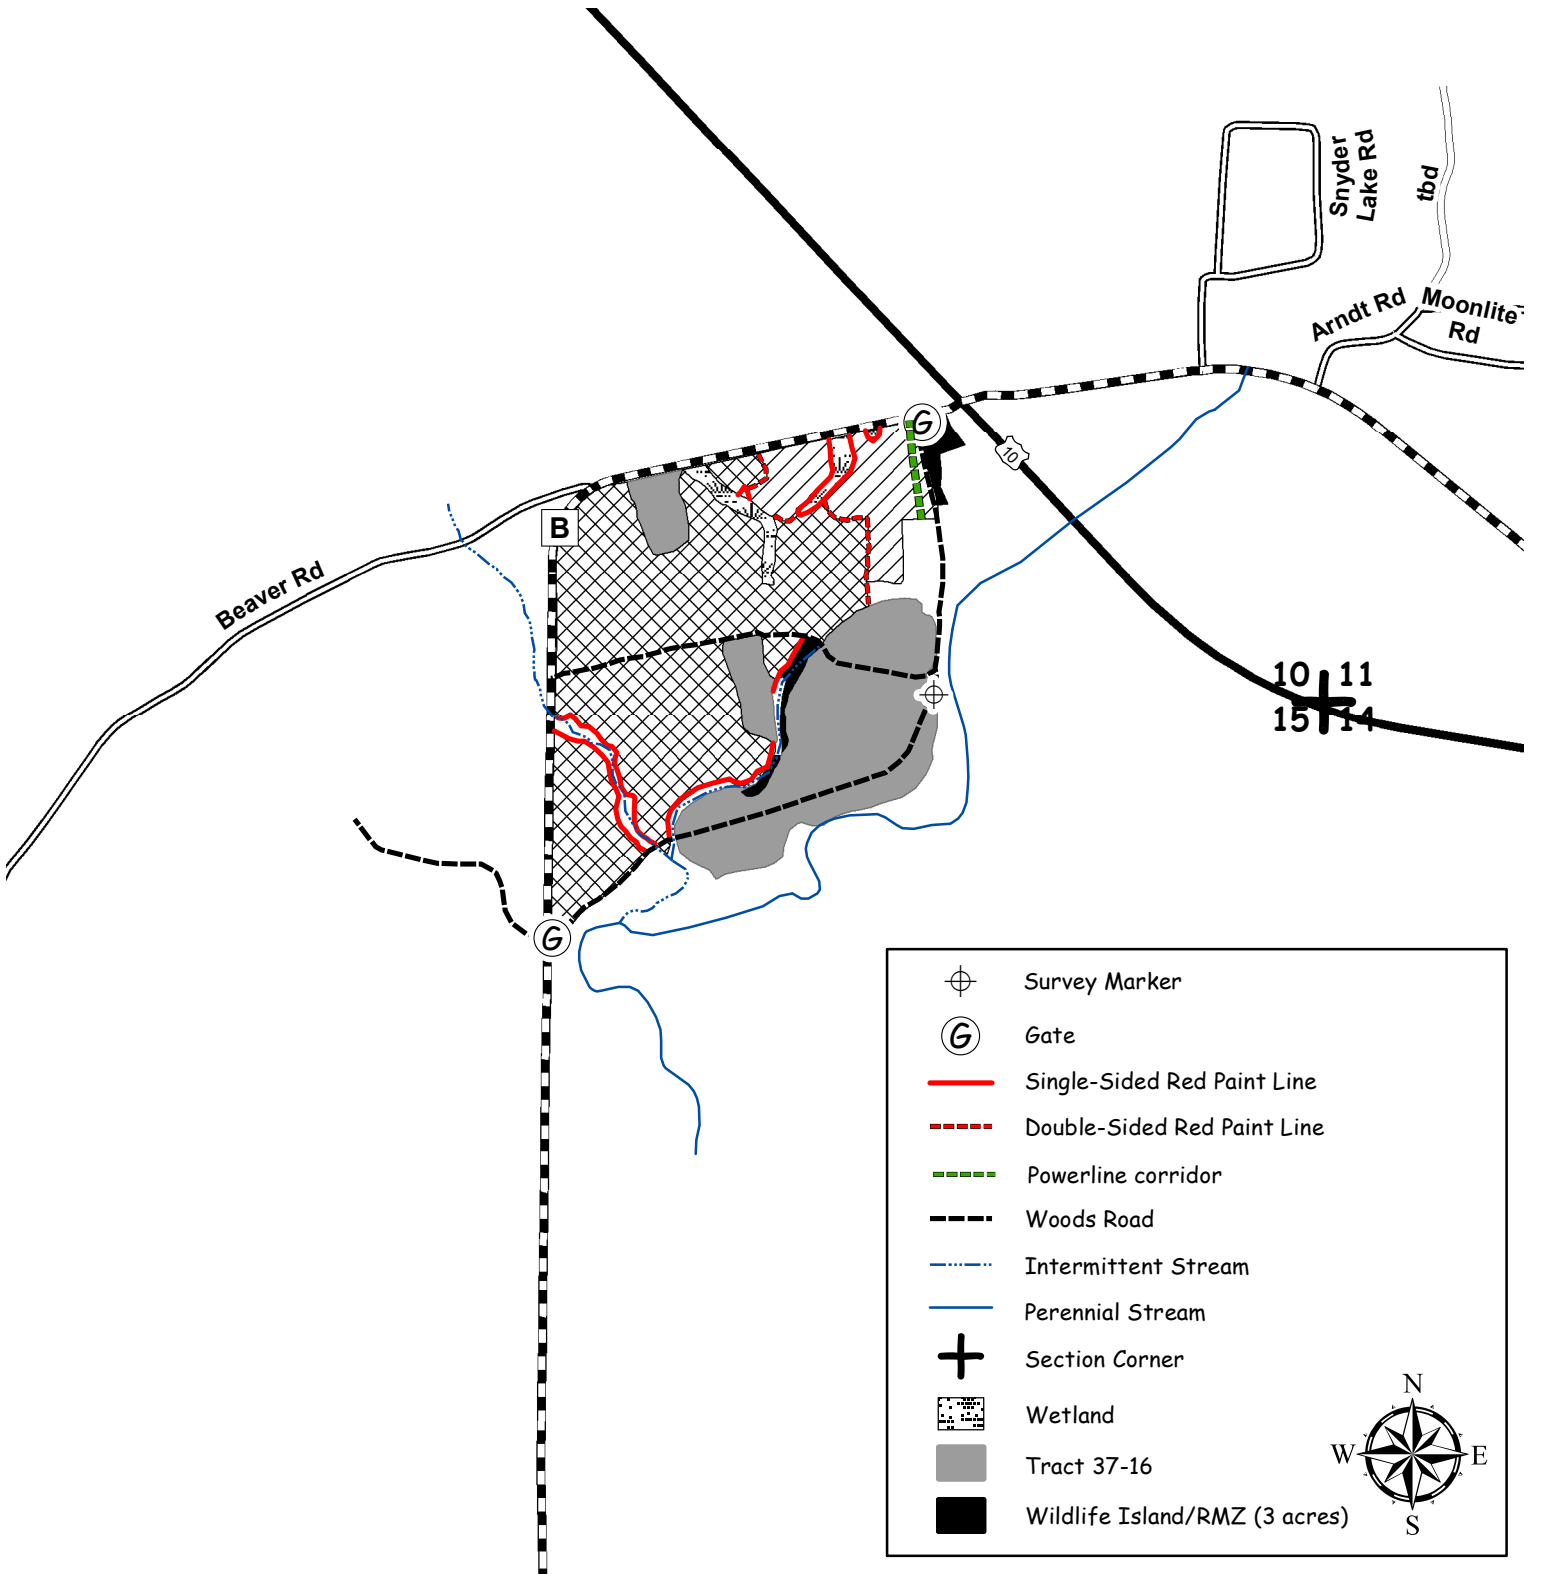 Snyder
Lake Rd
tbd
Arndt Rd
Moonlite
Rd
G
10
B
Beaver Rd
10 11
15 14
G
Survey Marker
G Gate
Single-Sided Red Paint Line
Double-Sided Red Paint Line
Powerline corridor
Woods Road
Intermittent Stream
Perennial Stream
Section Corner
Wetland
Tract 37-16
Wildlife Island/RMZ (3 acres)
N
W E
S